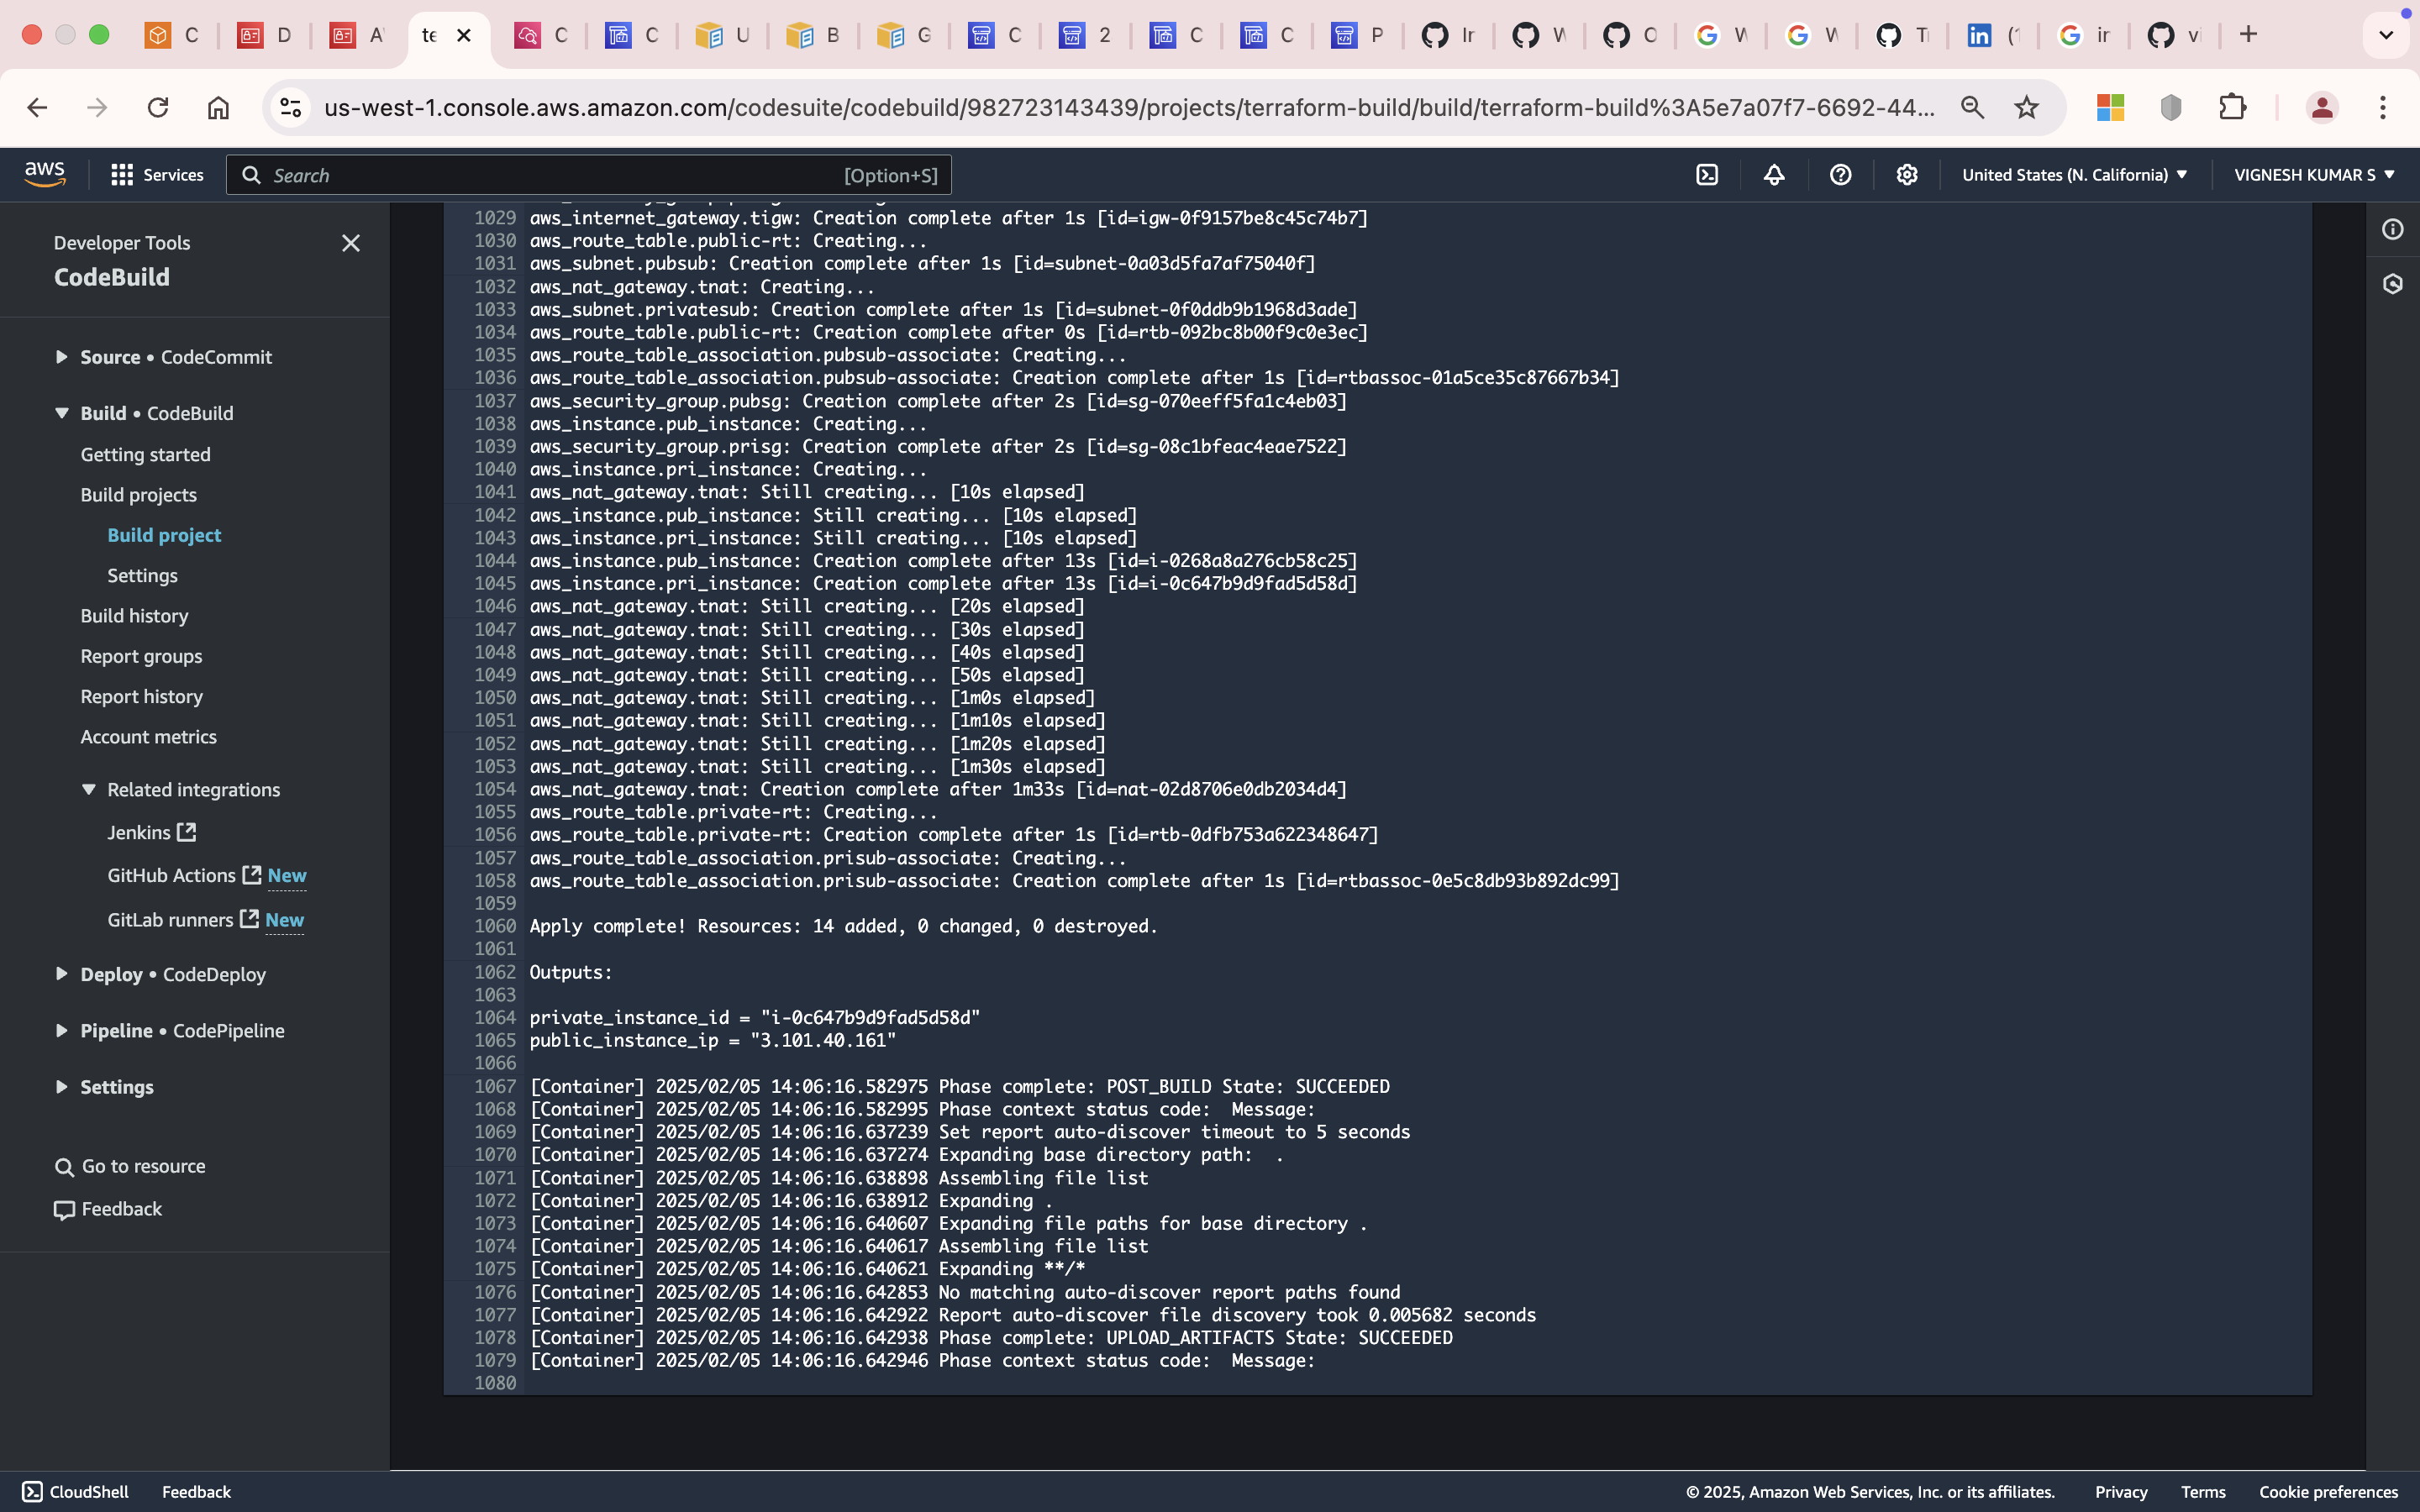 C
D
A
te
C
C
U
B
G
C
2
C
C
P
Ir
W
O
W
W
Ti
(1
ir
vi
us-west-1.console.aws.amazon.com/codesuite/codebuild/982723143439/projects/terraform-build/build/terraform-build%3A5e7a07f7-6692-44...
aws
Services
Search
[Option+S]
United States (N. California)
VIGNESH KUMAR S
Developer Tools
CodeBuild
Source • CodeCommit
Build • CodeBuild
Getting started
Build projects
Build project
Settings
Build history
Report groups
Report history
Account metrics
Related integrations
Jenkins
GitHub Actions New
GitLab runners New
Deploy • CodeDeploy
Pipeline • CodePipeline
Settings
Go to resource
Feedback
1029 aws_internet_gateway.tigw: Creation complete after 1s [id=igw-0f9157be8c45c74b7]
1030 aws_route_table.public-rt: Creating...
1031 aws_subnet.pubsub: Creation complete after 1s [id=subnet-0a03d5fa7af75040f]
1032 aws_nat_gateway.tnat: Creating...
1033 aws_subnet.privatesub: Creation complete after 1s [id=subnet-0f0ddb9b1968d3ade]
1034 aws_route_table.public-rt: Creation complete after 0s [id=rtb-092bc8b00f9c0e3ec]
1035 aws_route_table_association.pubsub-associate: Creating...
1036 aws_route_table_association.pubsub-associate: Creation complete after 1s [id=rtbassoc-01a5ce35c87667b34]
1037 aws_security_group.pubsg: Creation complete after 2s [id=sg-070eeff5fa1c4eb03]
1038 aws_instance.pub_instance: Creating...
1039 aws_security_group.prisg: Creation complete after 2s [id=sg-08c1bfeac4eae7522]
1040 aws_instance.pri_instance: Creating...
1041 aws_nat_gateway.tnat: Still creating... [10s elapsed]
1042 aws_instance.pub_instance: Still creating... [10s elapsed]
1043 aws_instance.pri_instance: Still creating... [10s elapsed]
1044 aws_instance.pub_instance: Creation complete after 13s [id=i-0268a8a276cb58c25]
1045 aws_instance.pri_instance: Creation complete after 13s [id=i-0c647b9d9fad5d58d]
1046 aws_nat_gateway.tnat: Still creating... [20s elapsed]
1047 aws_nat_gateway.tnat: Still creating... [30s elapsed]
1048 aws_nat_gateway.tnat: Still creating... [40s elapsed]
1049 aws_nat_gateway.tnat: Still creating... [50s elapsed]
1050 aws_nat_gateway.tnat: Still creating... [1m0s elapsed]
1051 aws_nat_gateway.tnat: Still creating... [1m10s elapsed]
1052 aws_nat_gateway.tnat: Still creating... [1m20s elapsed]
1053 aws_nat_gateway.tnat: Still creating... [1m30s elapsed]
1054 aws_nat_gateway.tnat: Creation complete after 1m33s [id=nat-02d8706e0db2034d4]
1055 aws_route_table.private-rt: Creating...
1056 aws_route_table.private-rt: Creation complete after 1s [id=rtb-0dfb753a622348647]
1057 aws_route_table_association.prisub-associate: Creating...
1058 aws_route_table_association.prisub-associate: Creation complete after 1s [id=rtbassoc-0e5c8db93b892dc99]
1059
1060 Apply complete! Resources: 14 added, 0 changed, 0 destroyed.
1061
1062 Outputs:
1063
1064 private_instance_id = "i-0c647b9d9fad5d58d"
1065 public_instance_ip = "3.101.40.161"
1066
1067 [Container] 2025/02/05 14:06:16.582975 Phase complete: POST_BUILD State: SUCCEEDED
1068 [Container] 2025/02/05 14:06:16.582995 Phase context status code:  Message:
1069 [Container] 2025/02/05 14:06:16.637239 Set report auto-discover timeout to 5 seconds
1070 [Container] 2025/02/05 14:06:16.637274 Expanding base directory path:  .
1071 [Container] 2025/02/05 14:06:16.638898 Assembling file list
1072 [Container] 2025/02/05 14:06:16.638912 Expanding .
1073 [Container] 2025/02/05 14:06:16.640607 Expanding file paths for base directory .
1074 [Container] 2025/02/05 14:06:16.640617 Assembling file list
1075 [Container] 2025/02/05 14:06:16.640621 Expanding **/*
1076 [Container] 2025/02/05 14:06:16.642853 No matching auto-discover report paths found
1077 [Container] 2025/02/05 14:06:16.642922 Report auto-discover file discovery took 0.005682 seconds
1078 [Container] 2025/02/05 14:06:16.642938 Phase complete: UPLOAD_ARTIFACTS State: SUCCEEDED
1079 [Container] 2025/02/05 14:06:16.642946 Phase context status code:  Message:
1080
CloudShell
Feedback
© 2025, Amazon Web Services, Inc. or its affiliates.
Privacy
Terms
Cookie preferences